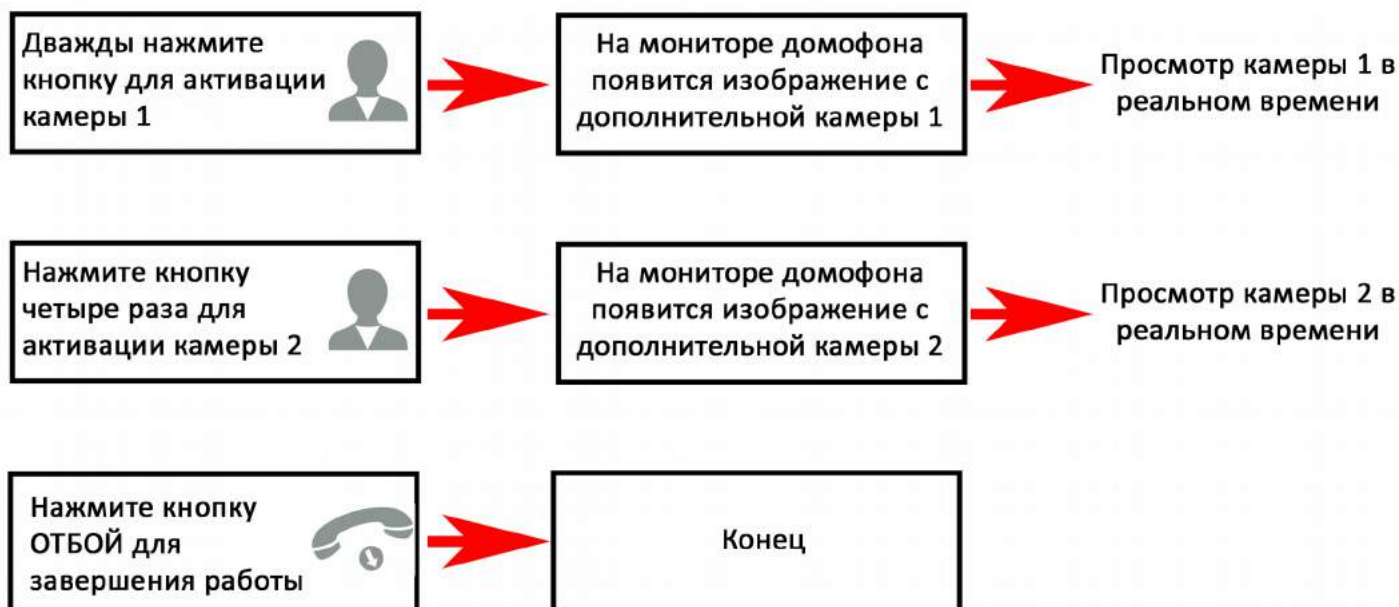 Дважды нажмите
кнопку для активации
камеры 1
На мониторе домофона
появится изображение с
дополнительной камеры 1
Просмотр камеры 1 в
реальном времени
Нажмите кнопку
четыре раза для
активации камеры 2
На мониторе домофона
появится изображение с
дополнительной камеры 2
Просмотр камеры 2 в
реальном времени
Нажмите кнопку
ОТБОЙ для
завершения работы
Конец